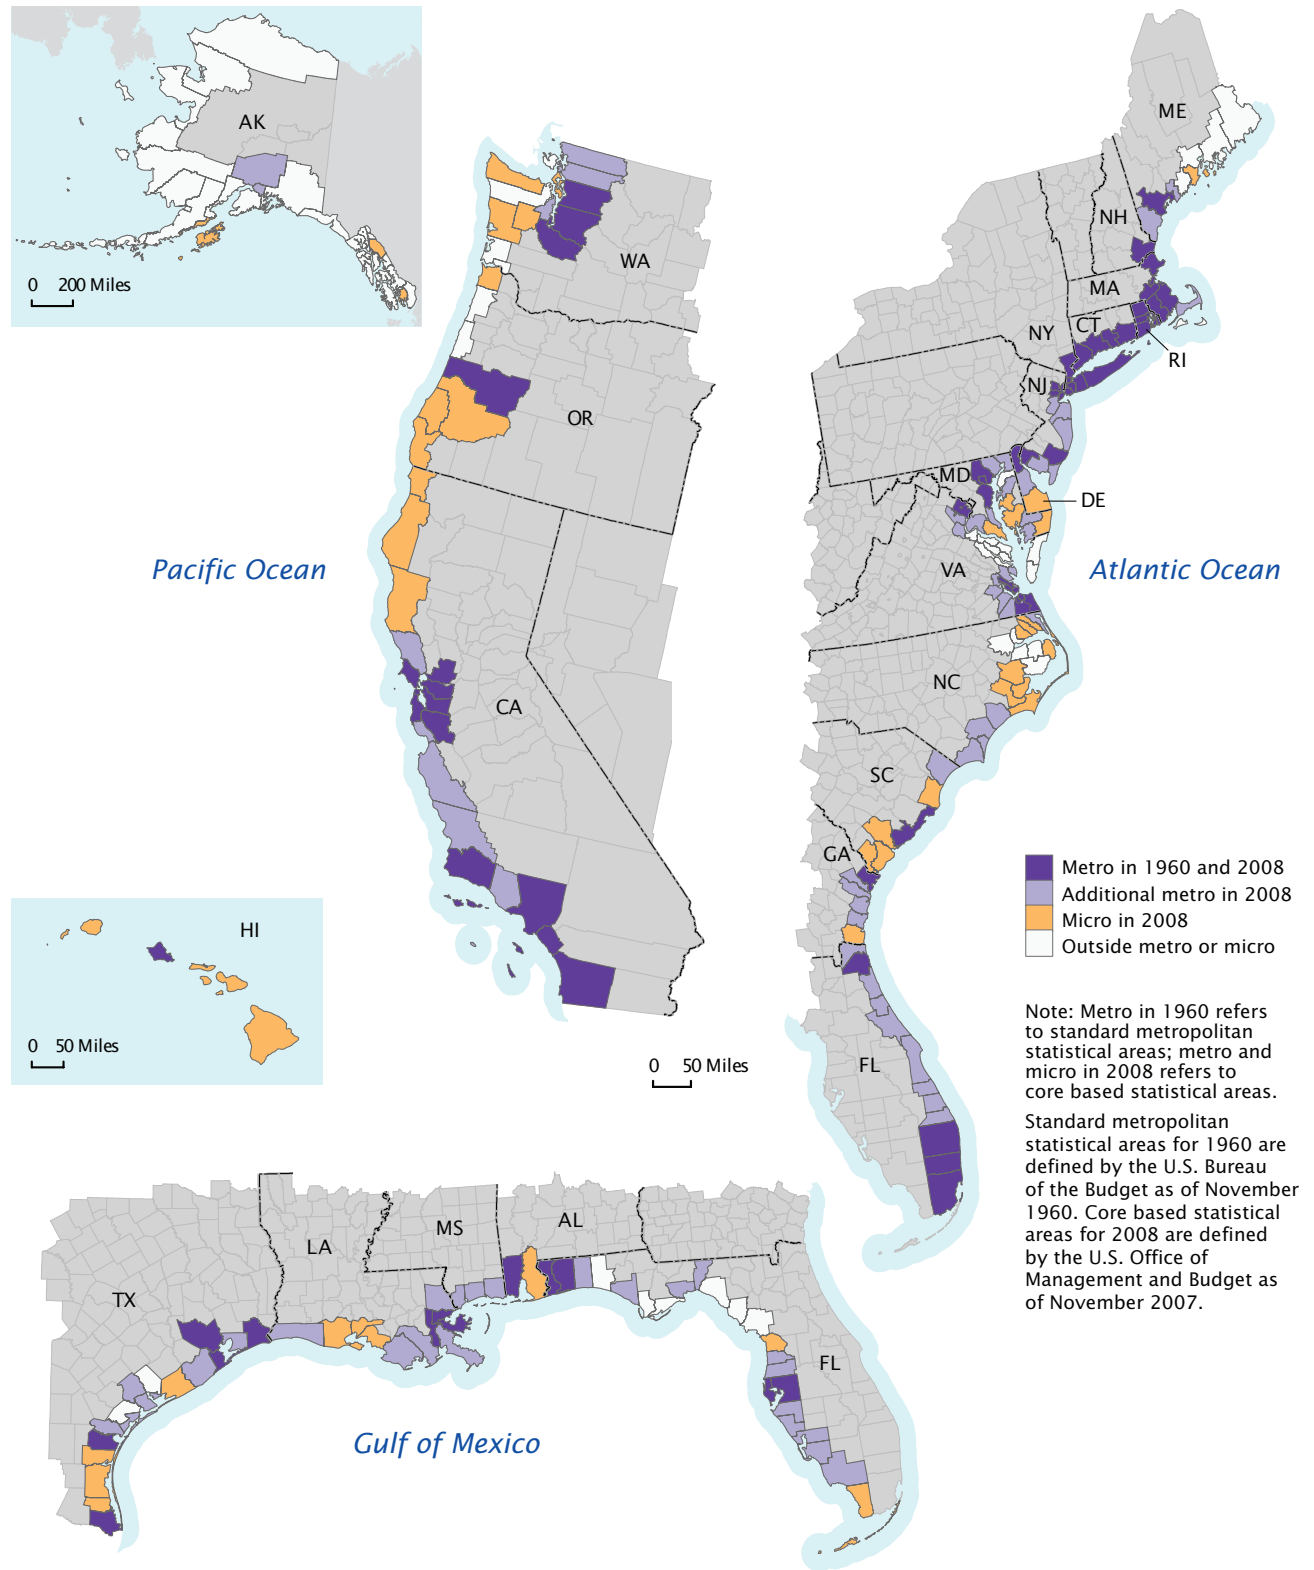 AK
0 200 Miles
ME
NH
WA
MA
NY
CT
RI
NJ
OR
MD
DE
Pacific Ocean
VA
Atlantic Ocean
NC
CA
SC
GA
Metro in 1960 and 2008
Additional metro in 2008
Micro in 2008
Outside metro or micro
HI
0 50 Miles
0 50 Miles
FL
Note: Metro in 1960 refers
to standard metropolitan
statistical areas; metro and
micro in 2008 refers to
core based statistical areas.
Standard metropolitan
statistical areas for 1960 are
defined by the U.S. Bureau
of the Budget as of November
1960. Core based statistical
areas for 2008 are defined
by the U.S. Office of
Management and Budget as
of November 2007.
MS
AL
LA
TX
FL
Gulf of Mexico